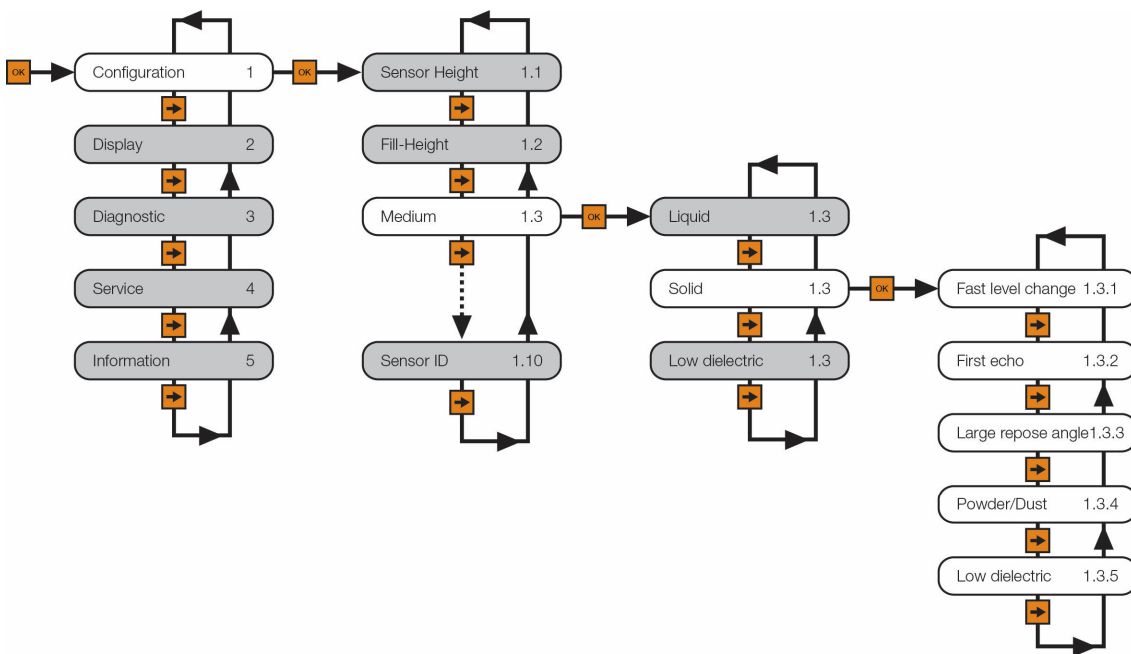 OK
Configuration 1
OK
Sensor Height 1.1
Display 2
Fill-Height 1.2
Diagnostic 3
Medium 1.3
OK
Liquid 1.3
Service 4
Solid 1.3
OK
Fast level change 1.3.1
Information 5
Sensor ID 1.10
Low dielectric 1.3
First echo 1.3.2
Large repose angle1.3.3
Powder/Dust 1.3.4
Low dielectric 1.3.5